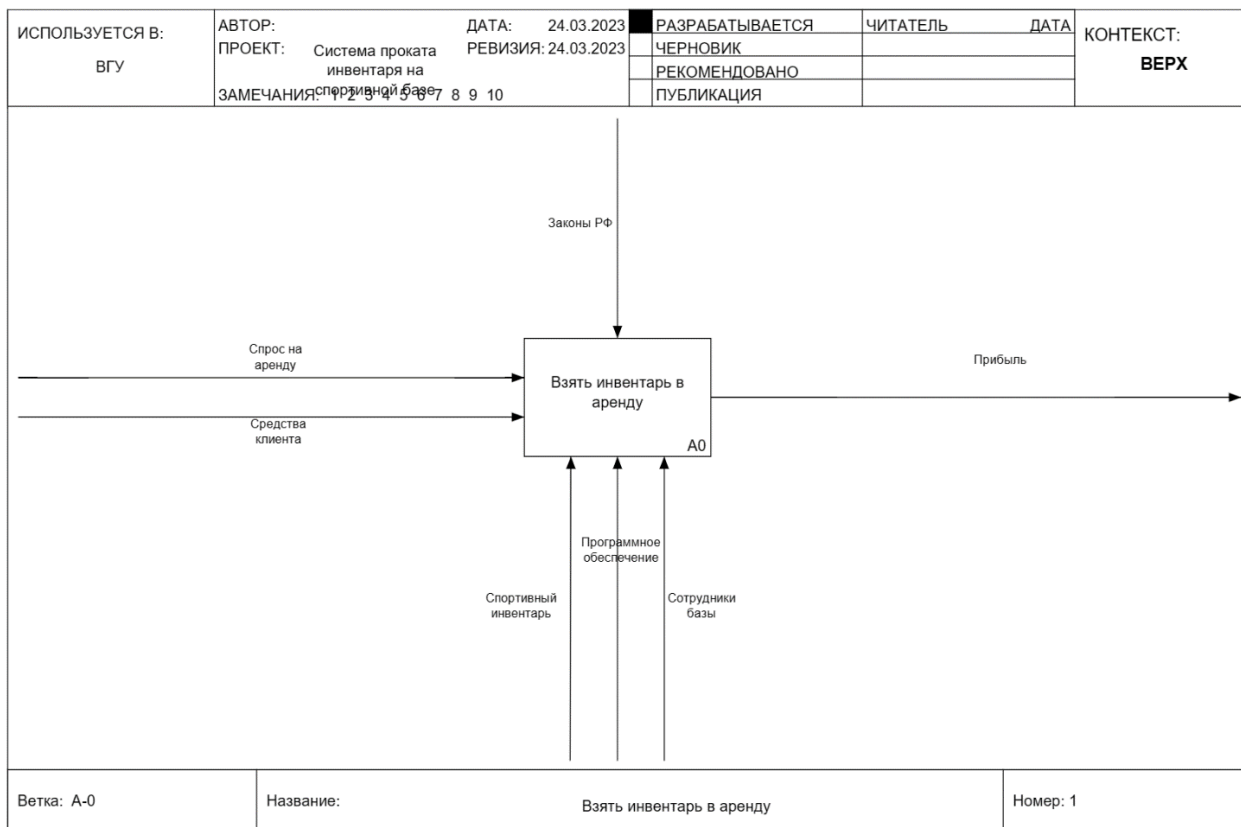 ИСПОЛЬЗУЕТСЯ В:
ВГУ
АВТОР:
ДАТА: 24.03.2023
ПРОЕКТ: Система проката
инвентаря на
спортивной базе
РЕВИЗИЯ: 24.03.2023
ЗАМЕЧАНИЯ: 1 2 3 4 5 6 7 8 9 10
РАЗРАБАТЫВАЕТСЯ
ЧЕРНОВИК
РЕКОМЕНДОВАНО
ПУБЛИКАЦИЯ
ЧИТАТЕЛЬ ДАТА
КОНТЕКСТ:
ВЕРХ
Законы РФ
Спрос на
аренду
Средства
клиента
Взять инвентарь в
аренду
A0
Прибыль
Программное
обеспечение
Спортивный
инвентарь
Сотрудники
базы
Ветка: A-0
Название: Взять инвентарь в аренду
Номер: 1